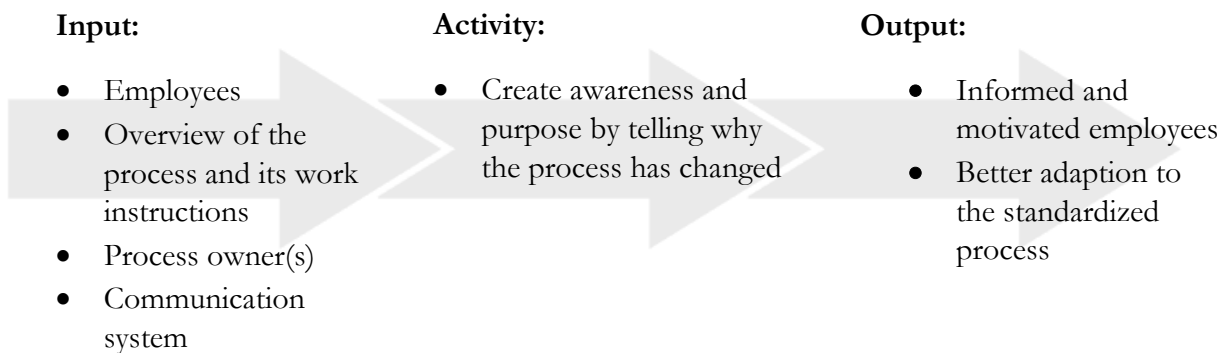 Input:
• Employees
• Overview of the
process and its work
instructions
• Process owner(s)
• Communication
system
Activity:
• Create awareness and
purpose by telling why
the process has changed
Output:
• Informed and
motivated employees
• Better adaption to
the standardized
process